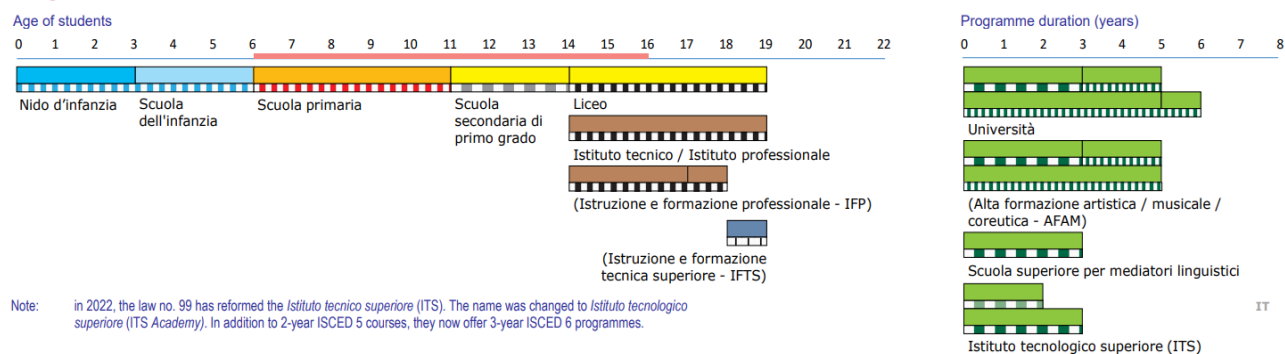 Age of students
0 1 2 3 4 5 6 7 8 9 10 11 12 13 14 15 16 17 18 19 20 21 22
Nido d'infanzia
Scuola
dell'infanzia
Scuola primaria
Scuola
secondaria di
primo grado
Liceo
Istituto tecnico / Istituto professionale
(Istruzione e formazione professionale - IFP)
(Istruzione e formazione
tecnica superiore - IFTS)
Programme duration (years)
0 1 2 3 4 5 6 7 8
Università
(Alta formazione artistica / musicale /
coreutica - AFAM)
Scuola superiore per mediatori linguistici
Istituto tecnologico superiore (ITS)
IT
Note: in 2022, the law no. 99 has reformed the Istituto tecnico superiore (ITS). The name was changed to Istituto tecnologico
superiore (ITS Academy). In addition to 2-year ISCED 5 courses, they now offer 3-year ISCED 6 programmes.